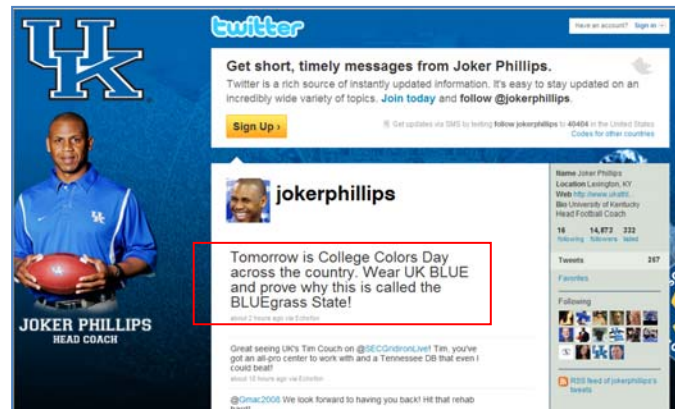 UK
twitter
Have an account? Sign in
Get short, timely messages from Joker Phillips.
Twitter is a rich source of instantly updated information. It's easy to stay updated on an
incredibly wide variety of topics. Join today and follow @jokerphillips.
Sign Up ›
Get updates via SMS by texting follow jokerphillips to 40404 in the United States
Codes for other countries
jokerphillips
Tomorrow is College Colors Day
across the country. Wear UK BLUE
and prove why this is called the
BLUEgrass State!
about 2 hours ago via Echofon
Great seeing UK's Tim Couch on @SECGridironLive! Tim, you've
got an all-pro center to work with and a Tennessee DB that even I
could beat!
about 15 hours ago via Echofon
@Gmac2008 We look forward to having you back! Hit that rehab
hard!
Name Joker Phillips
Location Lexington, KY
Web http://www.ukathl...
Bio University of Kentucky
Head Football Coach
16 14,873 332
following followers listed
Tweets 257
Favorites
Following
RSS feed of jokerphillips's
tweets
JOKER PHILLIPS
HEAD COACH